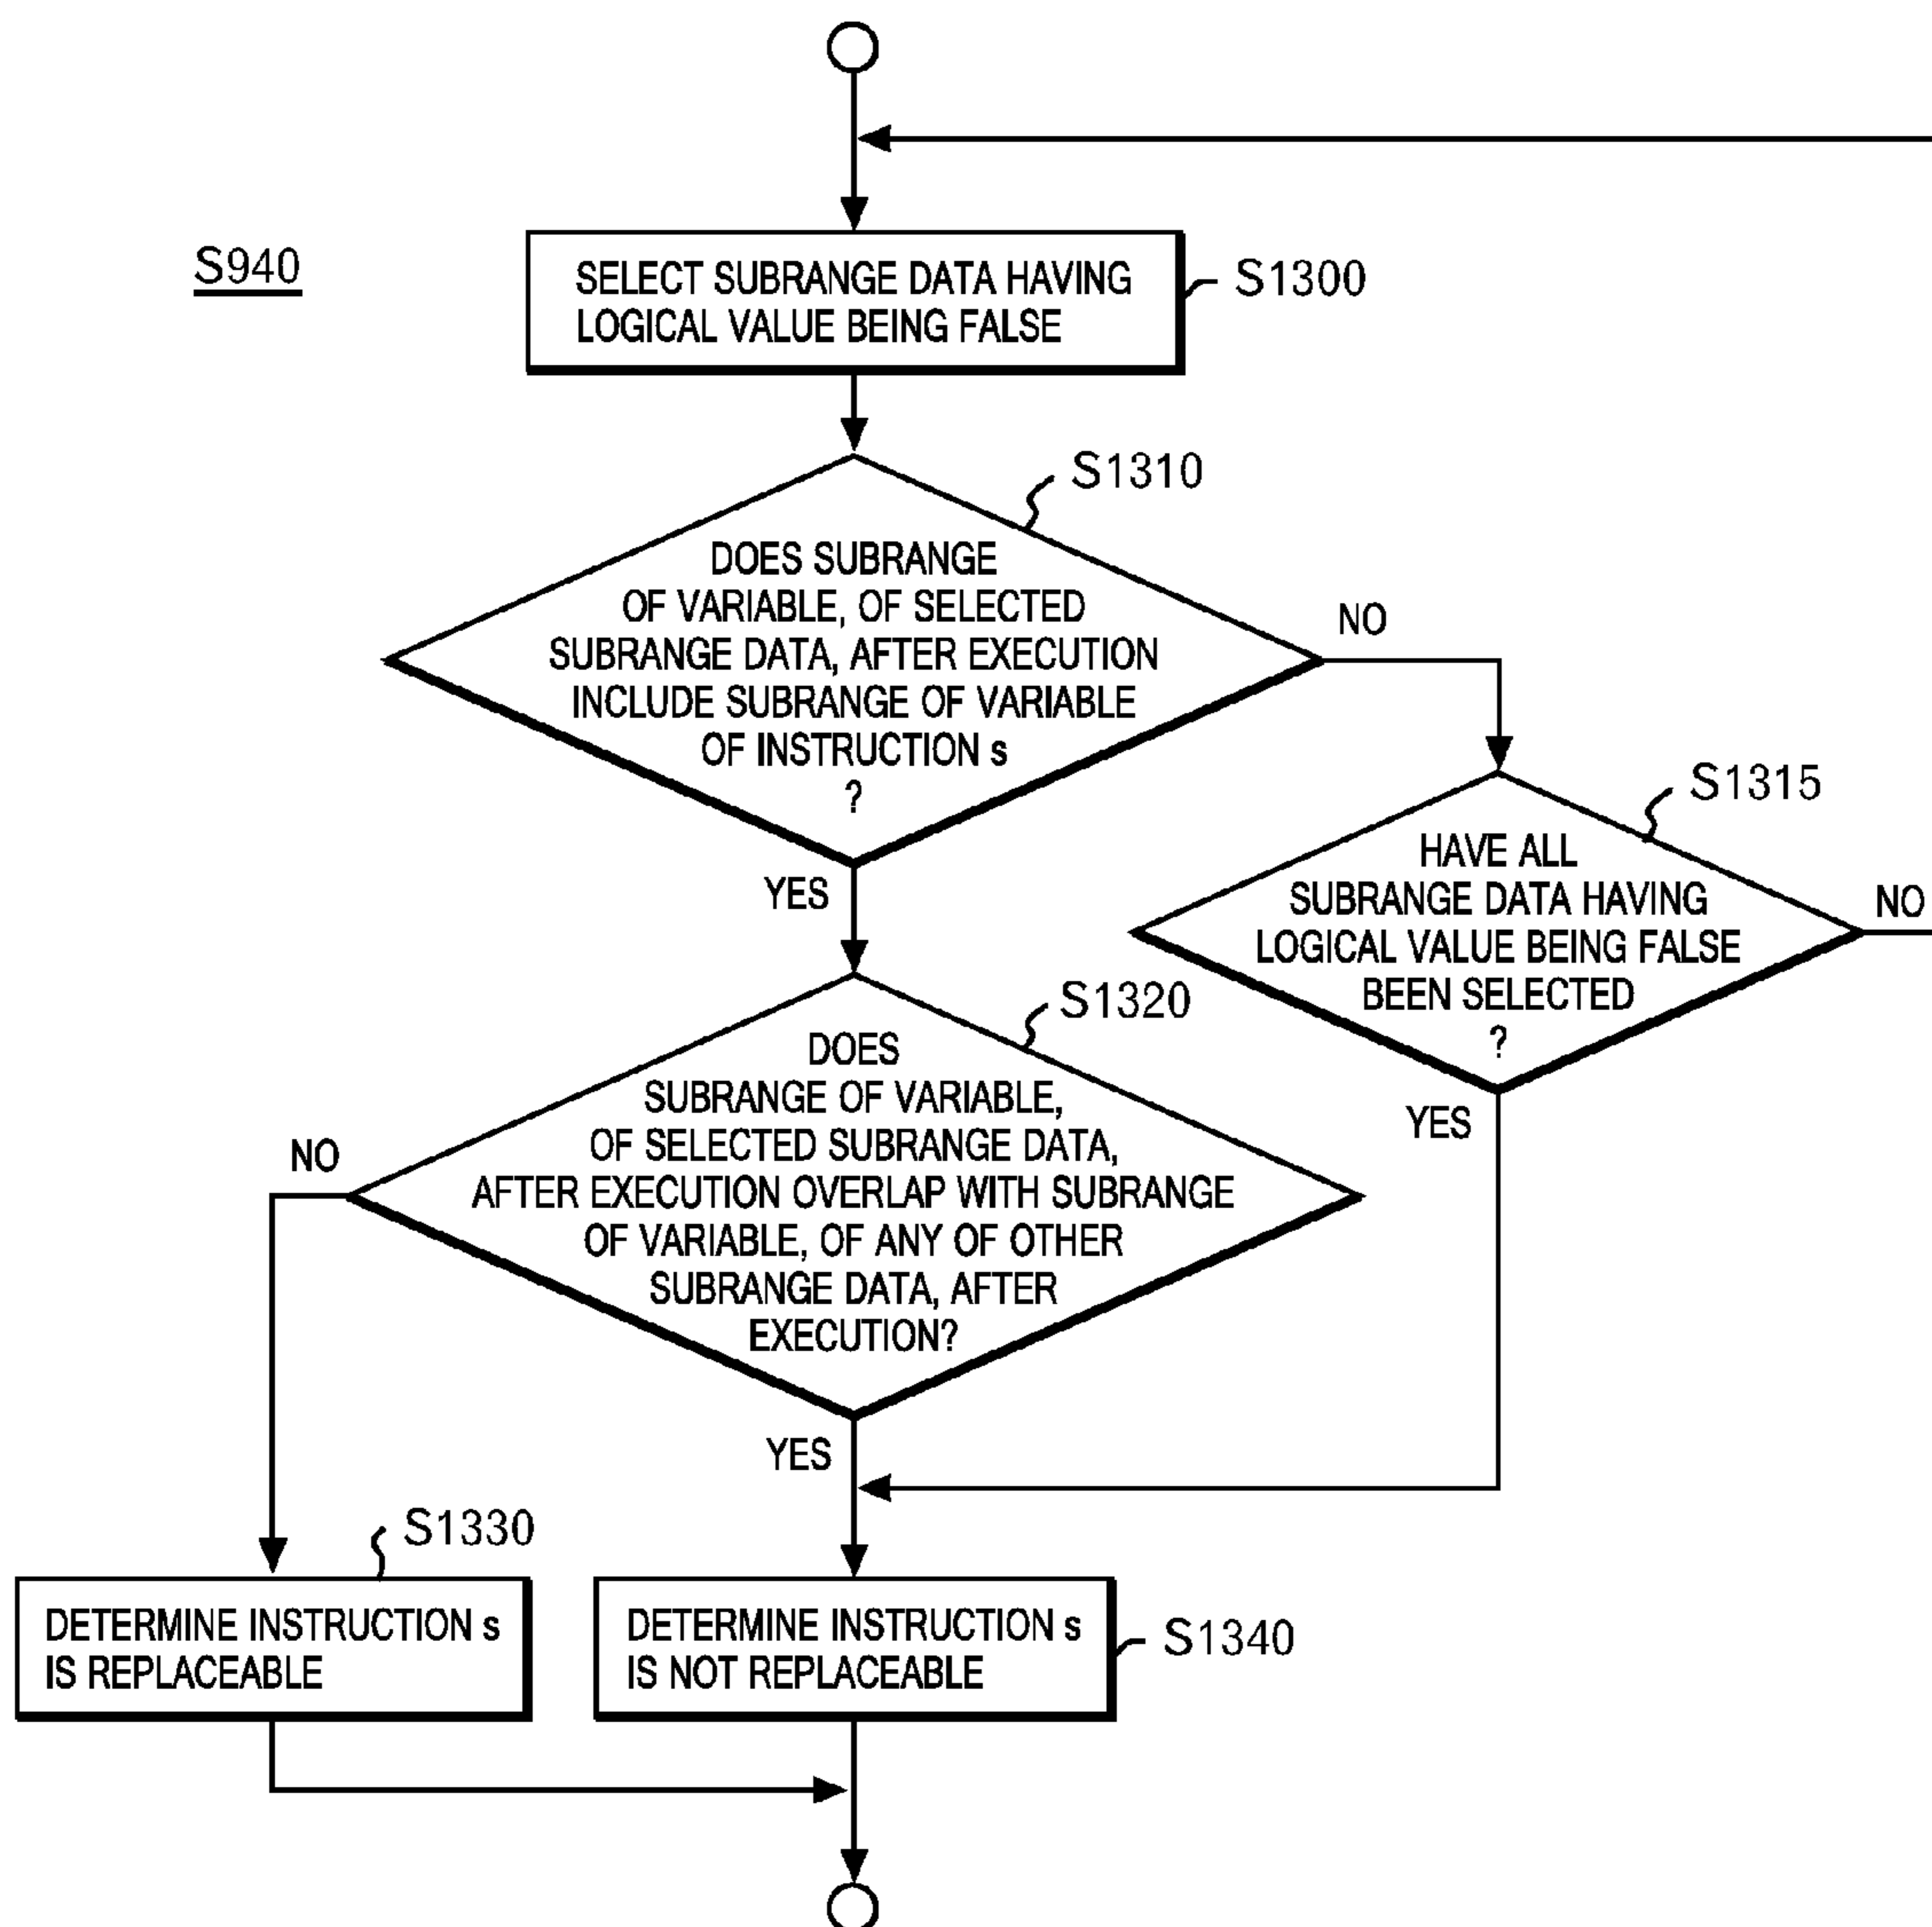 S940
SELECT SUBRANGE DATA HAVING
LOGICAL VALUE BEING FALSE
S1300
S1310
DOES SUBRANGE
OF VARIABLE, OF SELECTED
SUBRANGE DATA, AFTER EXECUTION
INCLUDE SUBRANGE OF VARIABLE
OF INSTRUCTION s
?
NO
YES
S1315
HAVE ALL
SUBRANGE DATA HAVING
LOGICAL VALUE BEING FALSE
BEEN SELECTED
?
NO
YES
S1320
DOES
SUBRANGE OF VARIABLE,
OF SELECTED SUBRANGE DATA,
AFTER EXECUTION OVERLAP WITH SUBRANGE
OF VARIABLE, OF ANY OF OTHER
SUBRANGE DATA, AFTER
EXECUTION?
NO
YES
S1330
DETERMINE INSTRUCTION s
IS REPLACEABLE
DETERMINE INSTRUCTION s
IS NOT REPLACEABLE
S1340